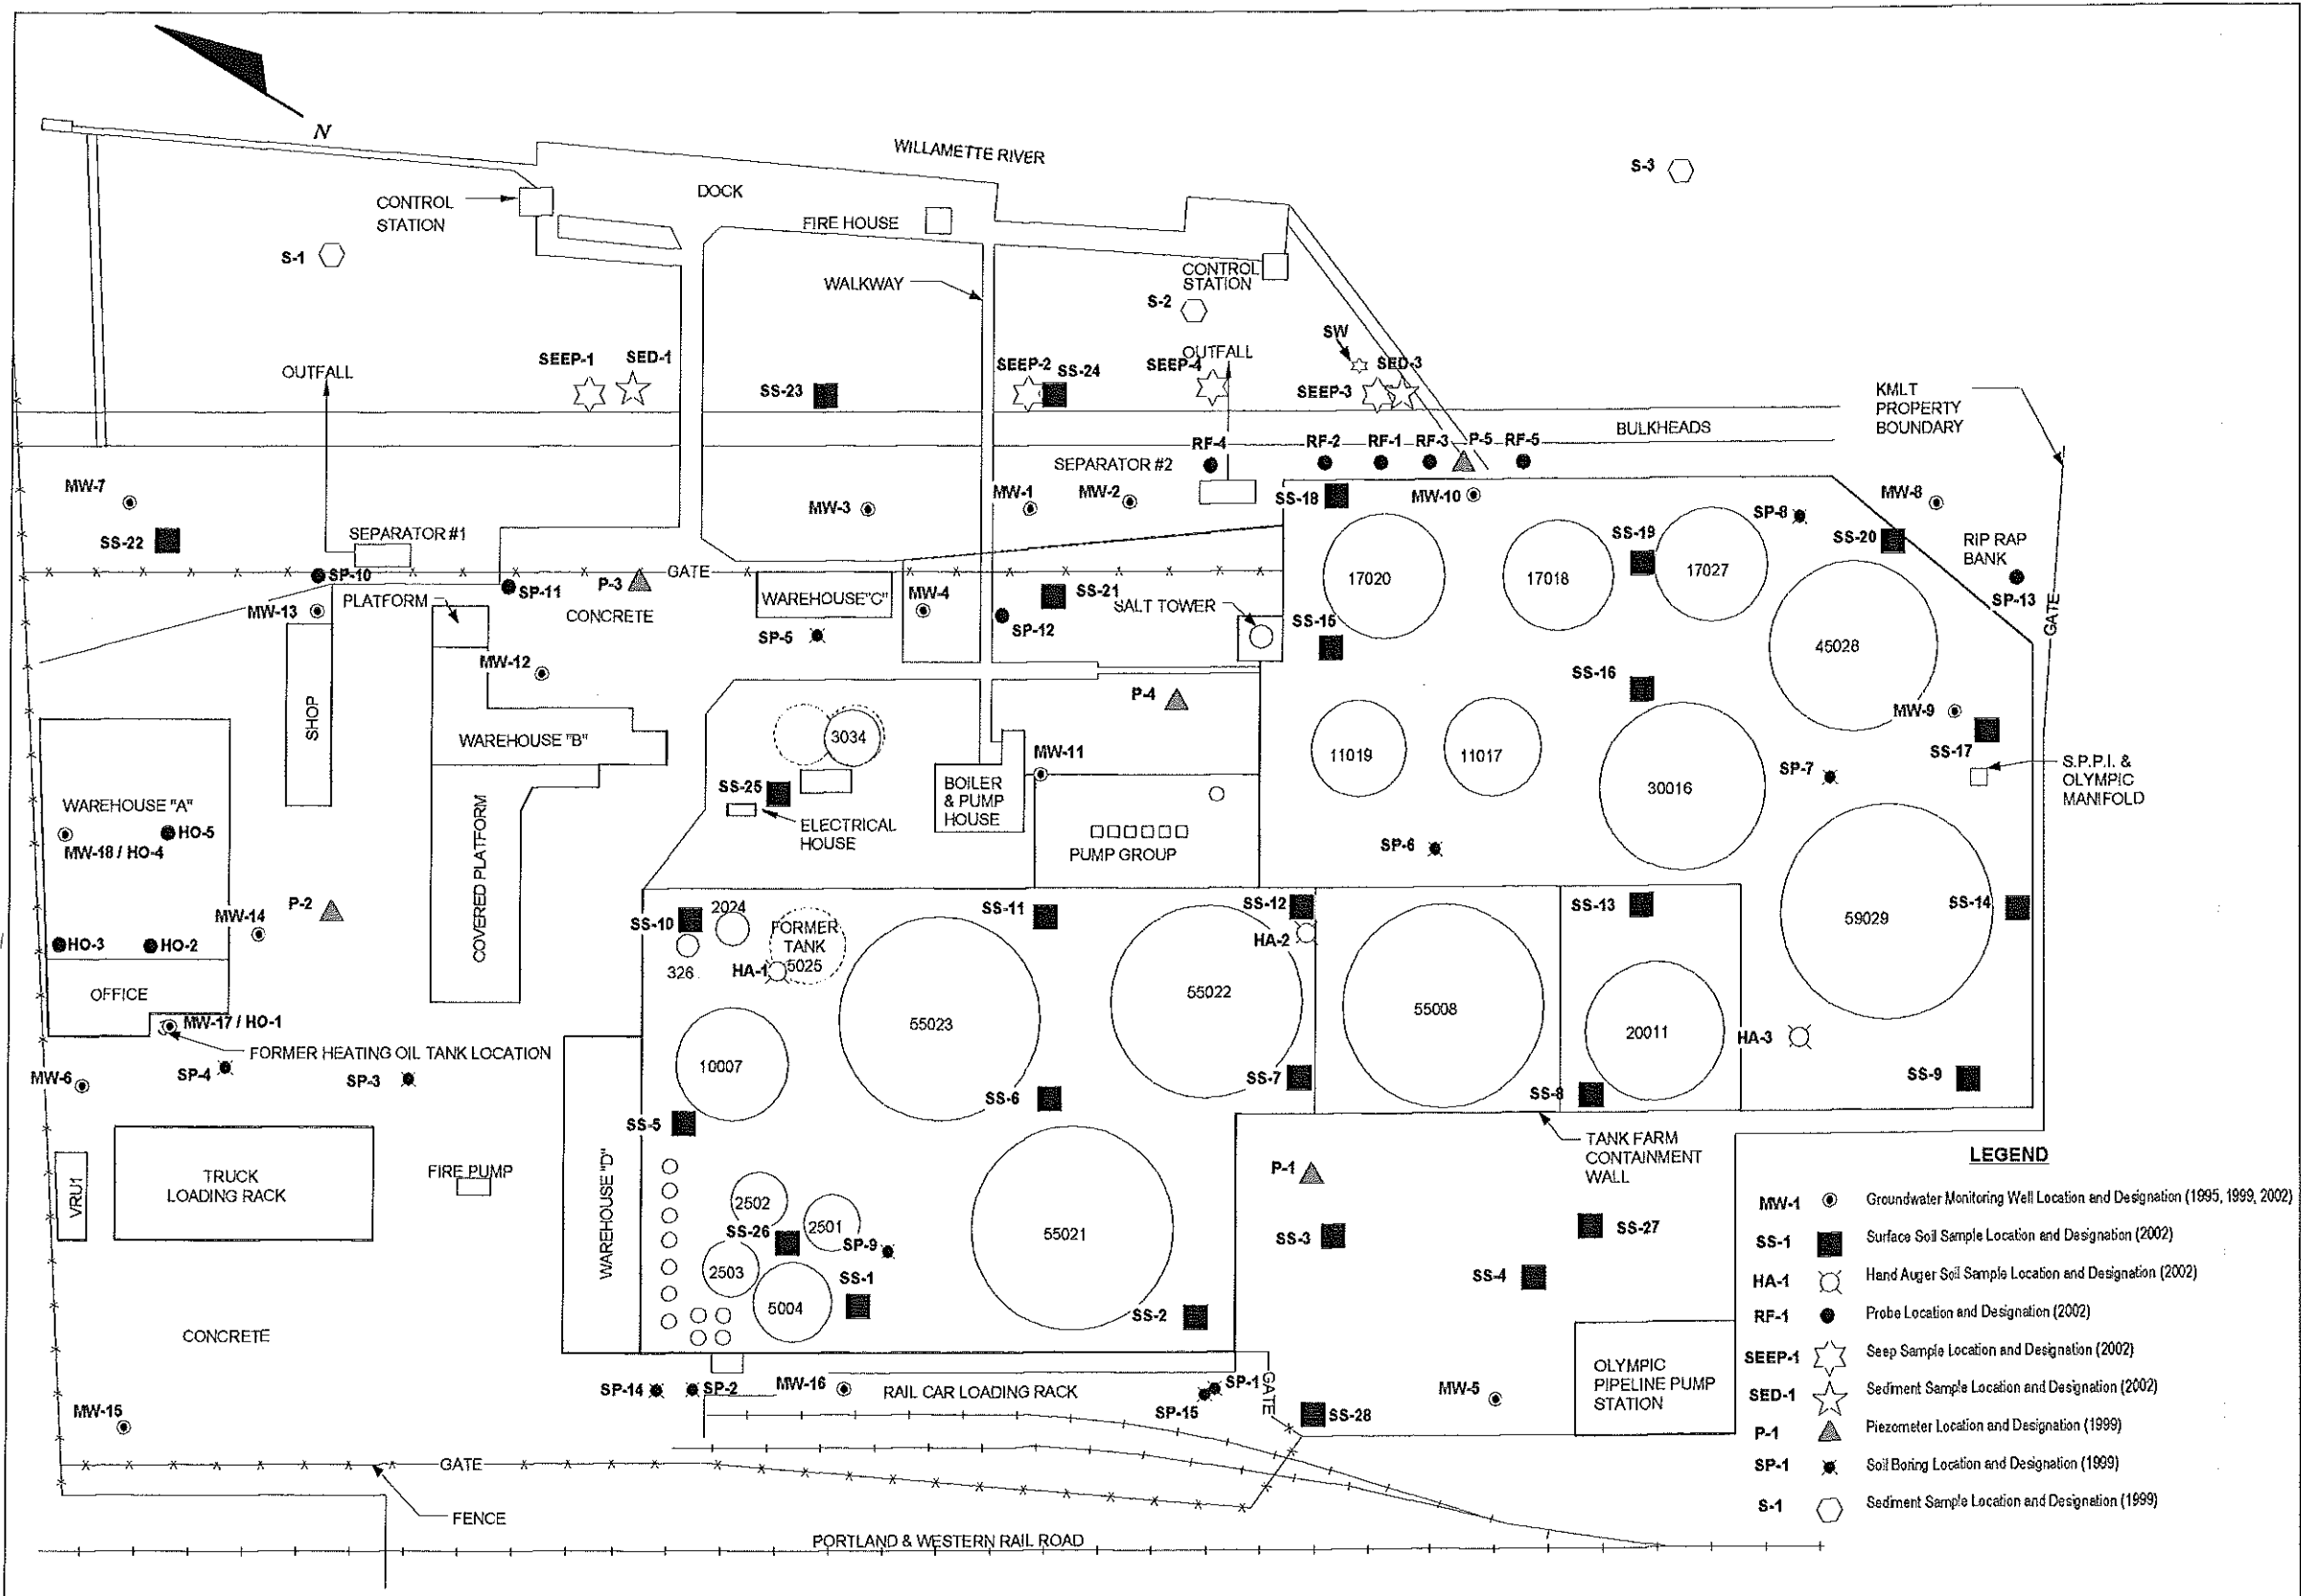 N
WILLAMETTE RIVER
S-3
DOCK
CONTROL
STATION
FIRE HOUSE
S-1
WALKWAY
CONTROL
STATION
S-2
SW
OUTFALL
SEEP-1
SED-1
SS-23
SEEP-2
SS-24
SEEP-4
OUTFALL
SEEP-3
SED-3
KMLT
PROPERTY
BOUNDARY
BULKHEADS
RF-4
RF-2
RF-1
RF-3
P-5
RF-5
SEPARATOR #2
MW-7
MW-3
MW-1
MW-2
SS-18
MW-10
MW-8
SP-8
SS-22
SEPARATOR #1
SS-19
SS-20
RIP RAP
BANK
SP-10
SP-11
P-3
GATE
17020
17018
17027
SP-13
GATE
MW-13
PLATFORM
CONCRETE
WAREHOUSE"C"
MW-4
SS-21
SALT TOWER
SP-12
SS-15
SP-5
45028
MW-12
SS-16
P-4
MW-9
SS-17
SHOP
WAREHOUSE "B"
3034
MW-11
11019
11017
30016
SP-7
S.P.P.I. &
OLYMPIC
MANIFOLD
SS-25
BOILER
& PUMP
HOUSE
WAREHOUSE "A"
ELECTRICAL
HOUSE
HO-5
MW-18 / HO-4
PUMP GROUP
SP-6
COVERED PLATFORM
P-2
MW-14
SS-10
2024
FORMER
TANK
5025
SS-11
SS-12
SS-13
59029
SS-14
HO-3
HO-2
HA-2
326
HA-1
OFFICE
55023
55022
55008
20011
HA-3
MW-17 / HO-1
FORMER HEATING OIL TANK LOCATION
MW-6
SP-4
SP-3
10007
SS-6
SS-7
SS-8
SS-9
SS-5
TRUCK
LOADING RACK
VRU1
FIRE PUMP
WAREHOUSE "D"
P-1
TANK FARM
CONTAINMENT
WALL
2502
2501
SS-26
SP-9
2503
5004
SS-1
55021
SS-2
SS-3
SS-27
SS-4
CONCRETE
SP-14
SP-2
MW-16
RAIL CAR LOADING RACK
SP-1
SP-15
GATE
SS-28
MW-5
OLYMPIC
PIPELINE PUMP
STATION
MW-15
GATE
FENCE
PORTLAND & WESTERN RAIL ROAD
LEGEND
MW-1 Groundwater Monitoring Well Location and Designation (1995, 1999, 2002)
SS-1 Surface Soil Sample Location and Designation (2002)
HA-1 Hand Auger Soil Sample Location and Designation (2002)
RF-1 Probe Location and Designation (2002)
SEEP-1 Seep Sample Location and Designation (2002)
SED-1 Sediment Sample Location and Designation (2002)
P-1 Piezometer Location and Designation (1999)
SP-1 Soil Boring Location and Designation (1999)
S-1 Sediment Sample Location and Designation (1999)